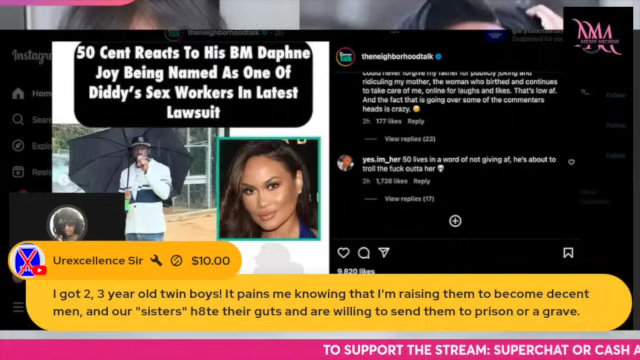 50 Cent Reacts To His BM Daphne
Joy Being Named As One Of
Diddy's Sex Workers In Latest
Lawsuit
theneighborhoodtalk
could never forgive my father for publicly joking and
ridiculing my mother, the woman who birthed and continues
to take care of me, online for laughs and likes. That's low af.
And the fact that is going over some of the commenters
heads is crazy.
2h 177 likes Reply
View replies (23)
yes.im_her 50 lives in a word of not giving af, he's about to
troll the fuck outta her
2h 1,738 likes Reply
View replies (17)
9,820 likes
Instagram
Home
Search
Explore
Reels
NMA
Urexcellence Sir $10.00
I got 2, 3 year old twin boys! It pains me knowing that I'm raising them to become decent
men, and our "sisters" h8te their guts and are willing to send them to prison or a grave.
TO SUPPORT THE STREAM: SUPERCHAT OR CASH A